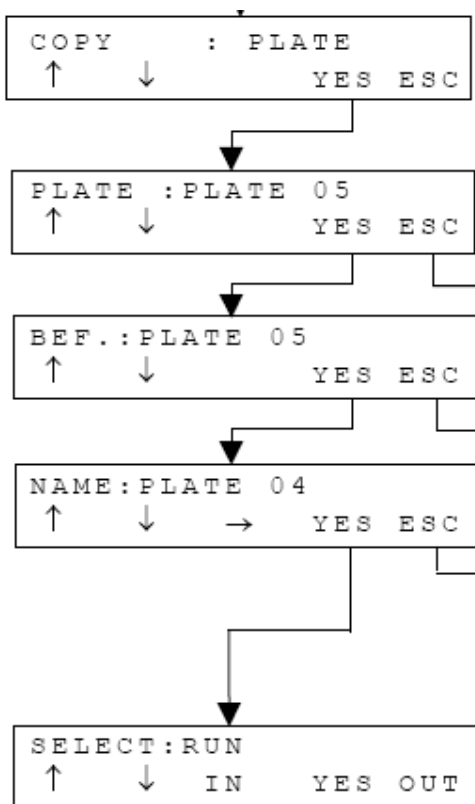 COPY : PLATE
↑ ↓ YES ESC
PLATE :PLATE 05
↑ ↓ YES ESC
BEF.:PLATE 05
↑ ↓ YES ESC
NAME:PLATE 04
↑ ↓ → YES ESC
SELECT:RUN
↑ ↓ IN YES OUT